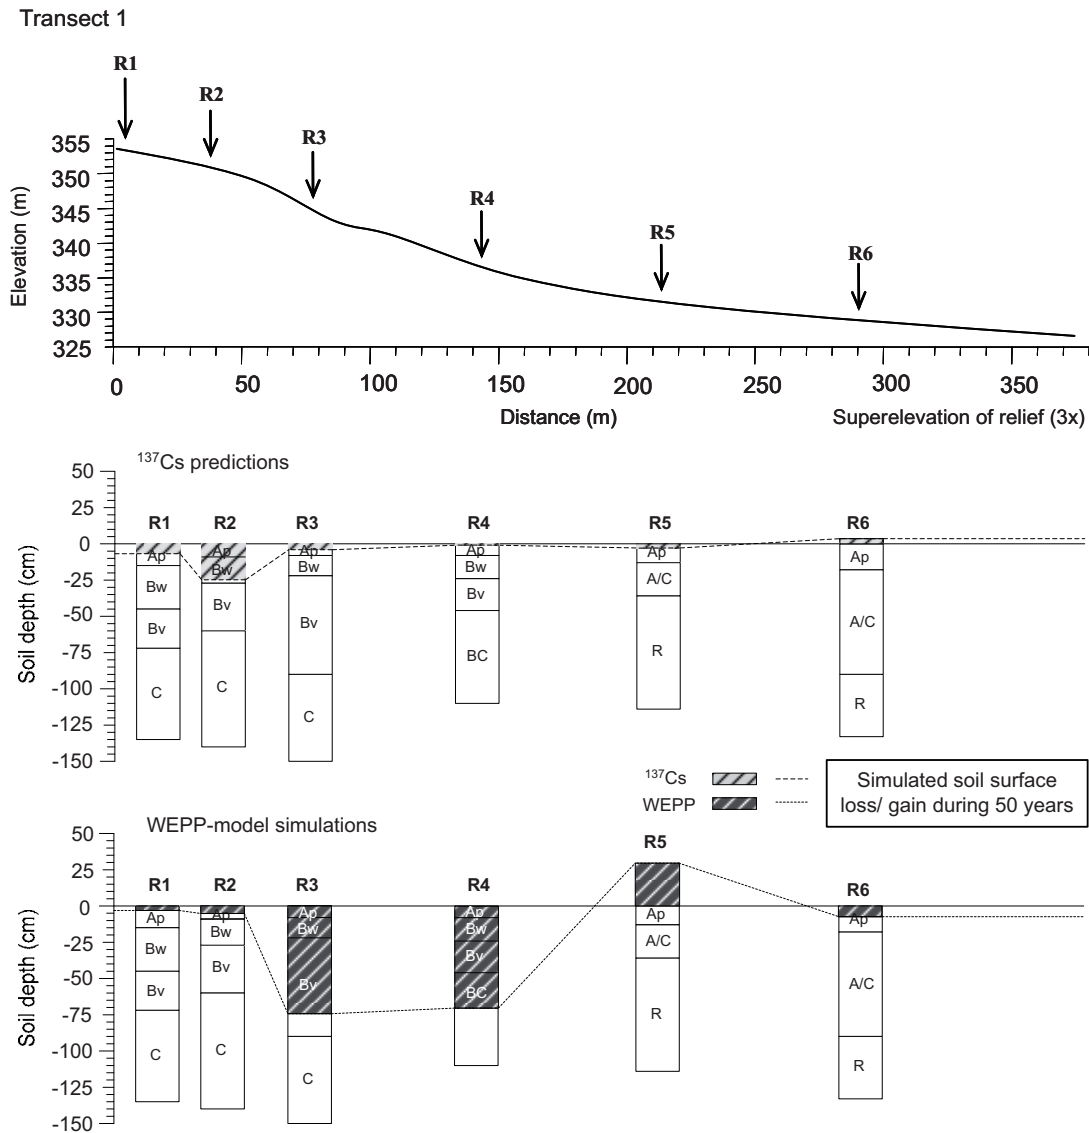 Transect 1
R1
R2
R3
R4
R5
R6
Elevation (m)
355
350
345
340
335
330
325
0 50 100 150 200 250 300 350
Distance (m)
Superelevation of relief (3x)
137Cs predictions
Soil depth (cm)
50
25
0
-25
-50
-75
-100
-125
-150
R1 R2 R3 R4 R5 R6
Ap Bw Bv C
Ap Bw Bv C
Ap Bw Bv C
Ap Bw Bv BC
Ap A/C R
Ap A/C R
137Cs
WEPP
Simulated soil surface
loss/ gain during 50 years
WEPP-model simulations
Soil depth (cm)
50
25
0
-25
-50
-75
-100
-125
-150
R1 R2 R3 R4 R5 R6
Ap Bw Bv C
Ap Bw Bv C
Ap Bw Bv C
Ap Bw Bv BC
Ap A/C R
Ap A/C R